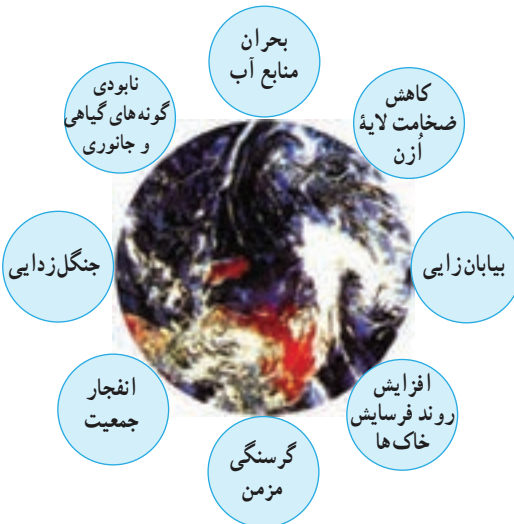 بحران
منابع آب
کاهش
ضخامت لایۀ
اُزن
بیابان‌زایی
افزایش
روند فرسایش
خاک‌ها
گرسنگی
مزمن
انفجار
جمعیت
جنگل‌زدایی
نابودی
گونه‌های گیاهی
و جانوری